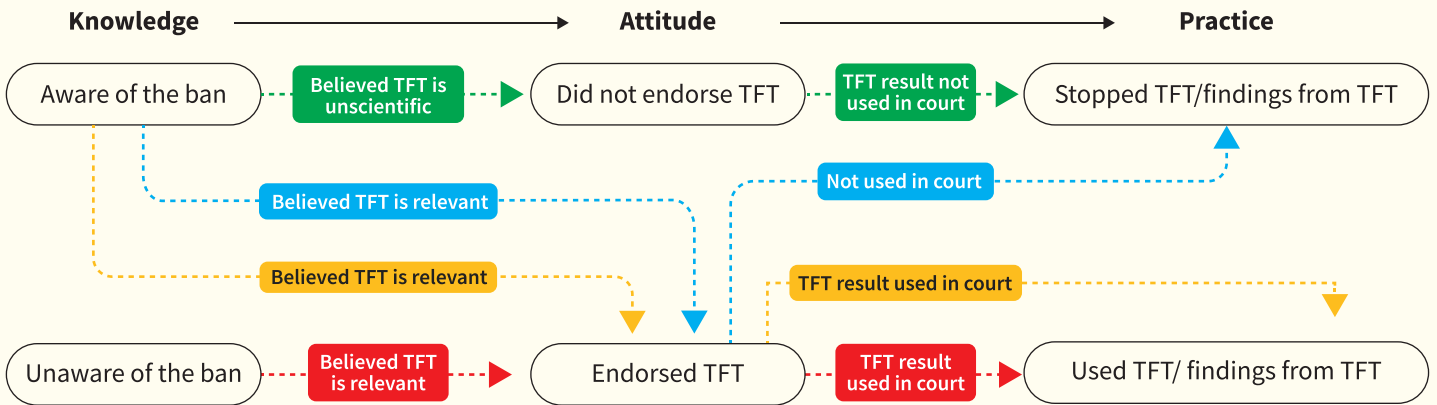 Knowledge
Attitude
Practice
Aware of the ban
Believed TFT is
unscientific
Did not endorse TFT
TFT result not
used in court
Stopped TFT/findings from TFT
Believed TFT is relevant
Not used in court
Believed TFT is relevant
TFT result used in court
Unaware of the ban
Believed TFT
is relevant
Endorsed TFT
TFT result
used in court
Used TFT/ findings from TFT